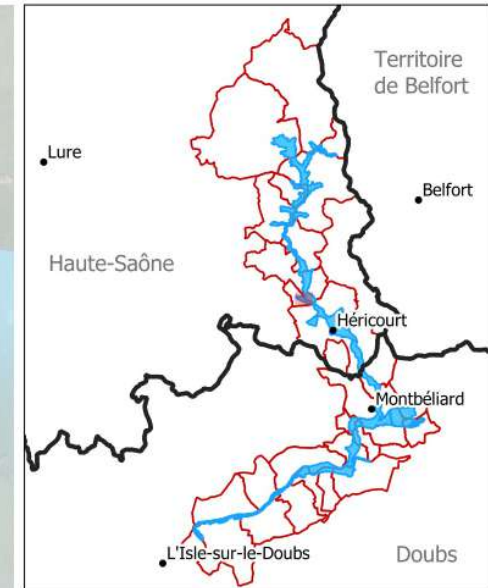 Territoire
de Belfort
Lure
Belfort
Haute-Saône
Héricourt
Montbéliard
L'Isle-sur-le-Doubs
Doubs